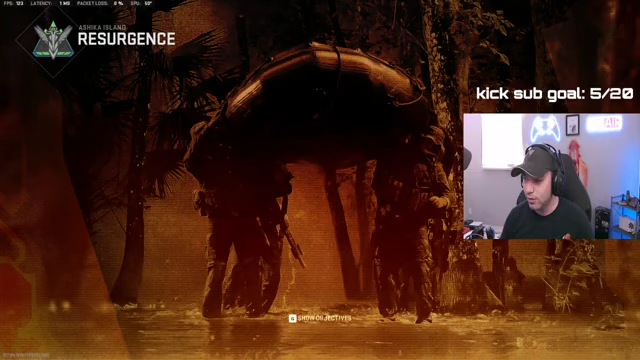 FPS: 123 LATENCY: 1 MS PACKET LOSS: 0 % GPU: 50°
ASHIKA ISLAND
RESURGENCE
kick sub goal: 5/20
SHOW OBJECTIVES